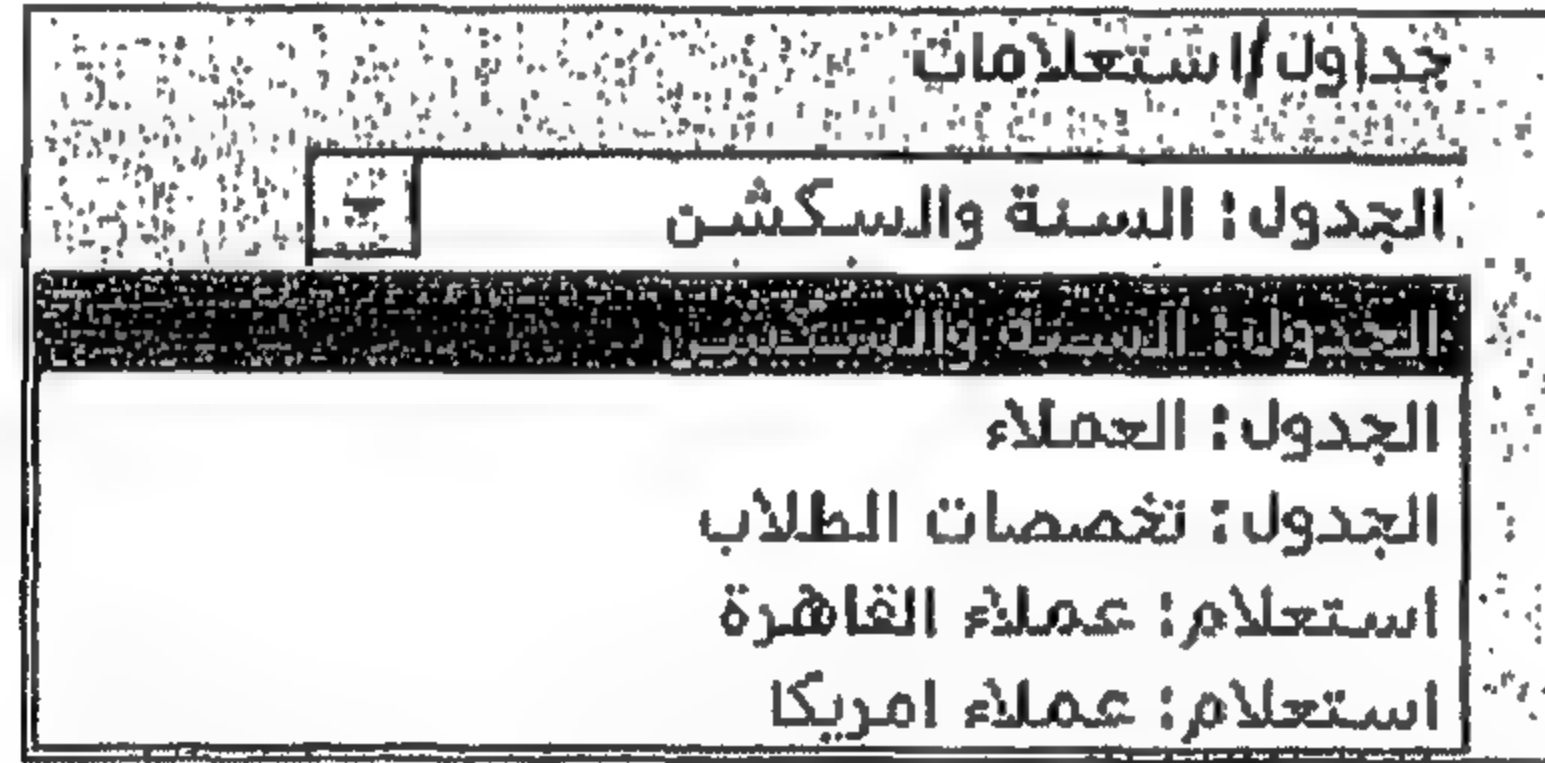 جداول/استعلامات
الجدول: السنة والسكشن
الجدول: السنة والسكشن
الجدول: العملاء
الجدول: تخصصات الطلاب
استعلام: عملاء القاهرة
استعلام: عملاء امريكا